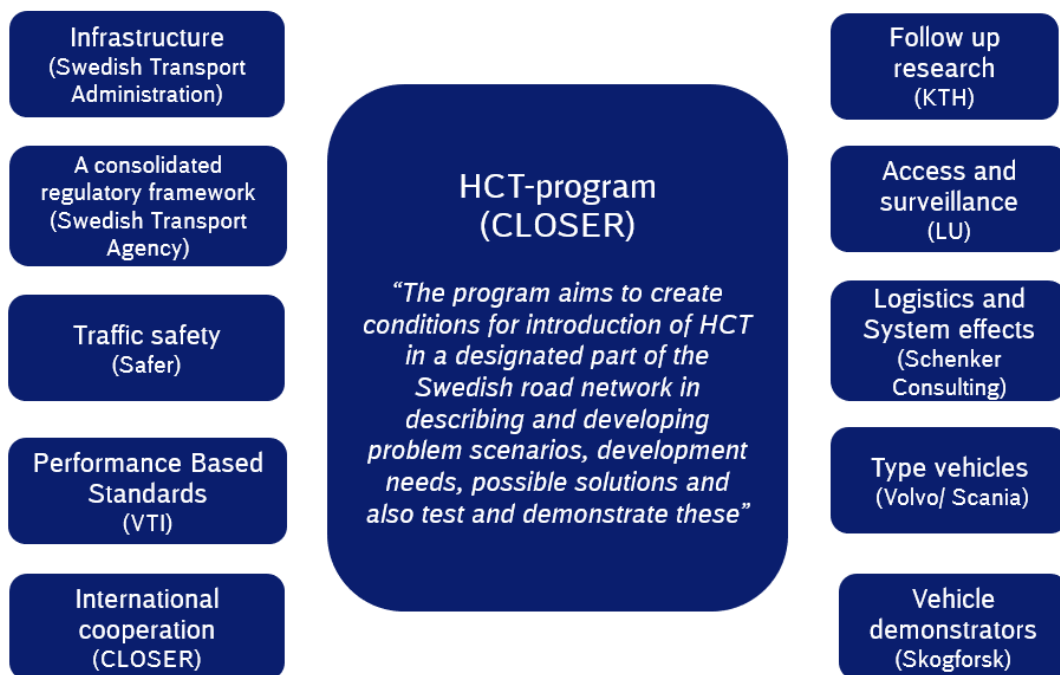 Infrastructure
(Swedish Transport
Administration)
A consolidated
regulatory framework
(Swedish Transport
Agency)
Traffic safety
(Safer)
Performance Based
Standards
(VTI)
International
cooperation
(CLOSER)
HCT-program
(CLOSER)
“The program aims to create
conditions for introduction of HCT
in a designated part of the
Swedish road network in
describing and developing
problem scenarios, development
needs, possible solutions and
also test and demonstrate these”
Follow up
research
(KTH)
Access and
surveillance
(LU)
Logistics and
System effects
(Schenker
Consulting)
Type vehicles
(Volvo/ Scania)
Vehicle
demonstrators
(Skogforsk)